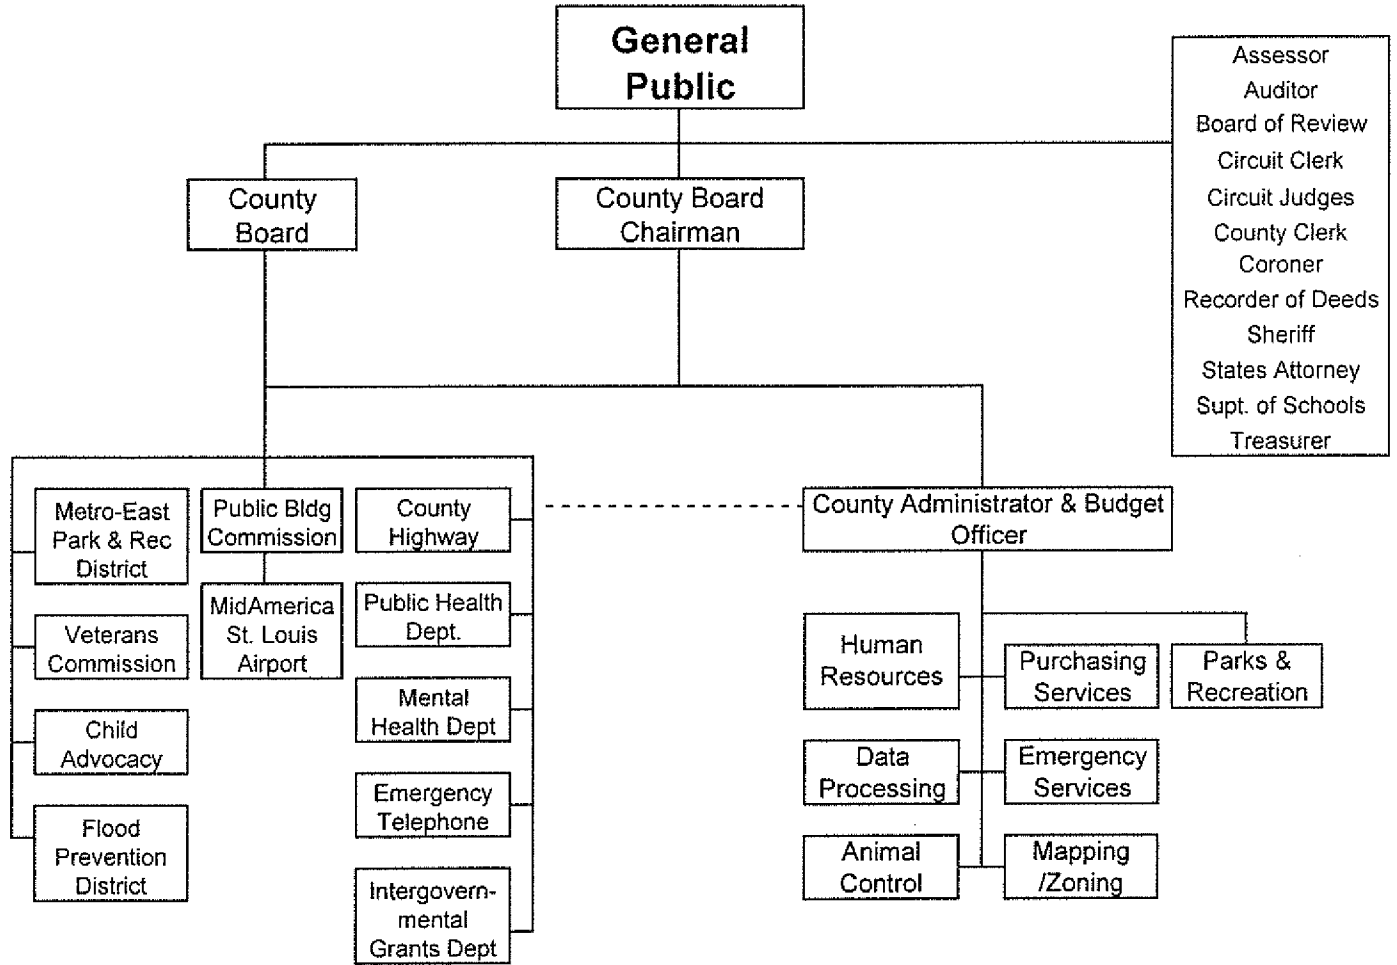 General
Public
Assessor
Auditor
Board of Review
Circuit Clerk
Circuit Judges
County Clerk
Coroner
Recorder of Deeds
Sheriff
States Attorney
Supt. of Schools
Treasurer
County
Board
County Board
Chairman
Metro-East
Park & Rec
District
Veterans
Commission
Child
Advocacy
Flood
Prevention
District
Public Bldg
Commission
MidAmerica
St. Louis
Airport
County
Highway
Public Health
Dept.
Mental
Health Dept
Emergency
Telephone
Intergovern-
mental
Grants Dept
County Administrator & Budget
Officer
Human
Resources
Purchasing
Services
Parks &
Recreation
Data
Processing
Emergency
Services
Animal
Control
Mapping
/Zoning